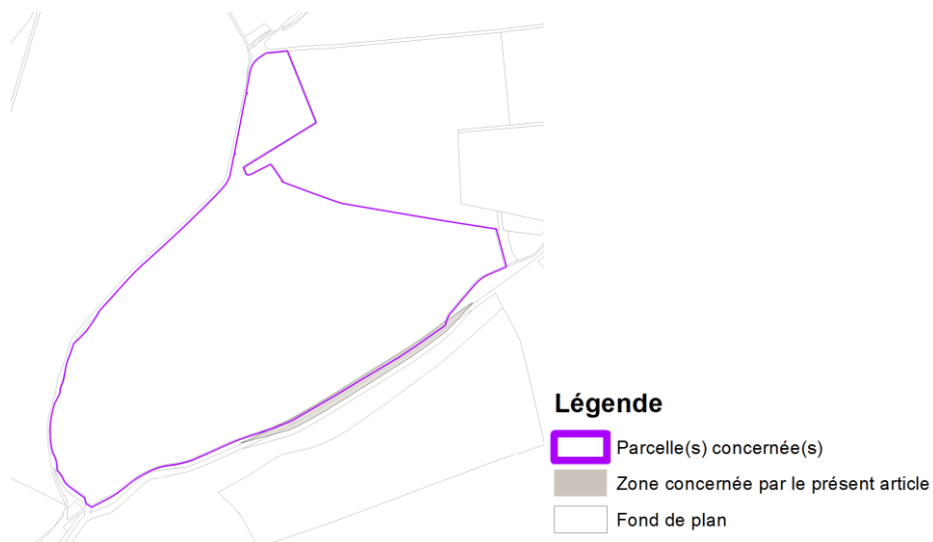 Légende
Parcelle(s) concernée(s)
Zone concernée par le présent article
Fond de plan